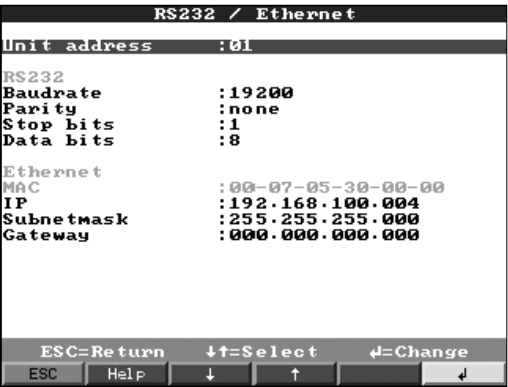 RS232 / Ethernet
Unit address :01
RS232
Baudrate :19200
Parity :none
Stop bits :1
Data bits :8
Ethernet
MAC :00-07-05-30-00-00
IP :192.168.100.004
Subnetmask :255.255.255.000
Gateway :000.000.000.000
ESC=Return ↓↑=Select ↲=Change
ESC Help ↓ ↑ ↲